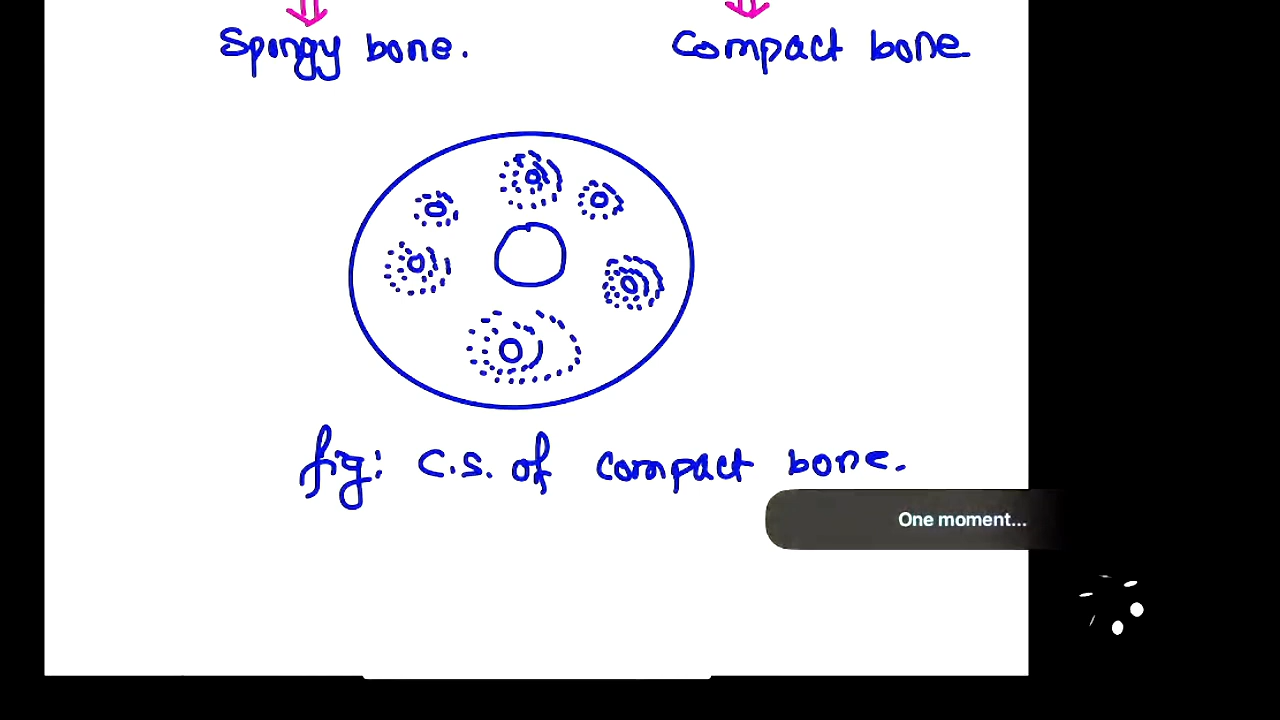 Spongy bone. Compact bone
fig: C.S. of compact bone.
One moment...